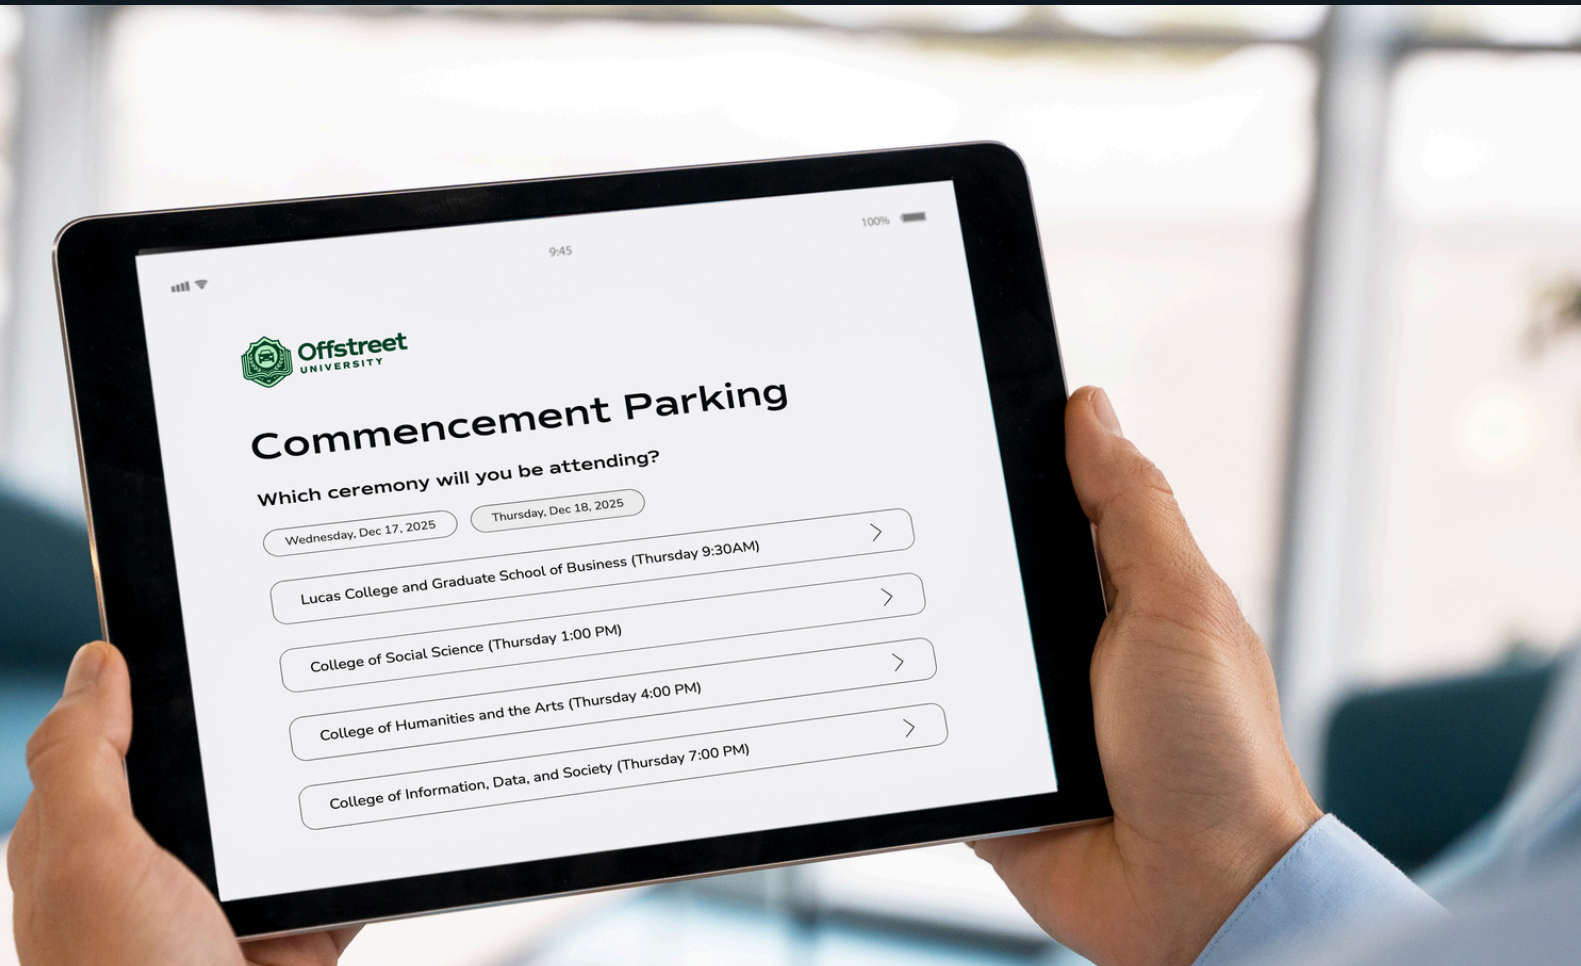 9:45
100%
Offstreet
UNIVERSITY
Commencement Parking
Which ceremony will you be attending?
Wednesday, Dec 17, 2025
Thursday, Dec 18, 2025
Lucas College and Graduate School of Business (Thursday 9:30AM)
College of Social Science (Thursday 1:00 PM)
College of Humanities and the Arts (Thursday 4:00 PM)
College of Information, Data, and Society (Thursday 7:00 PM)